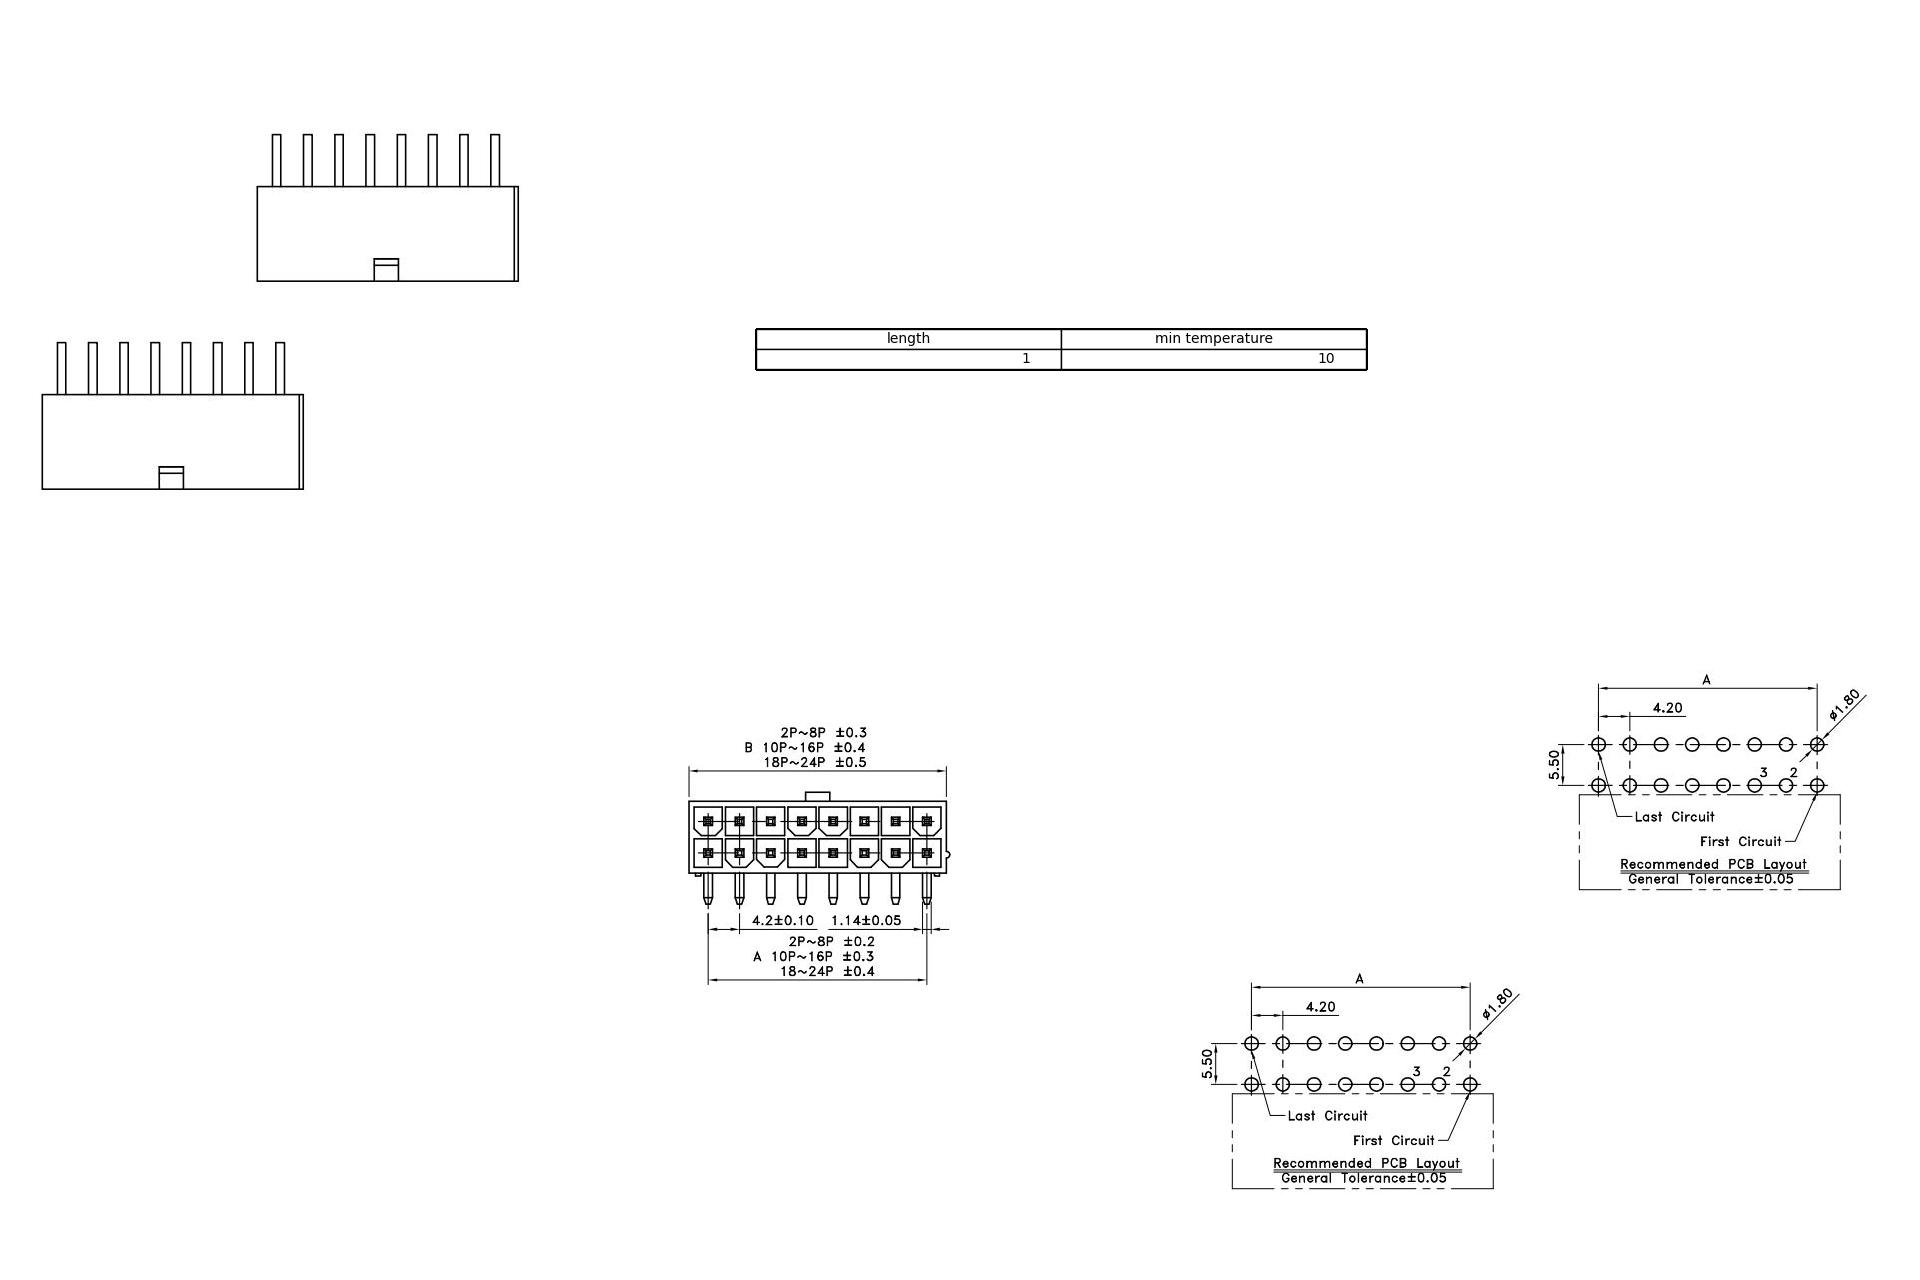 length min temperature
1 10
A
4.20
ø1.80
5.50
3 2
Last Circuit
First Circuit
Recommended PCB Layout
General Tolerance±0.05
2P~8P ±0.3
B 10P~16P ±0.4
18P~24P ±0.5
4.2±0.10 1.14±0.05
2P~8P ±0.2
A 10P~16P ±0.3
18~24P ±0.4
A
4.20
ø1.80
5.50
3 2
Last Circuit
First Circuit
Recommended PCB Layout
General Tolerance±0.05